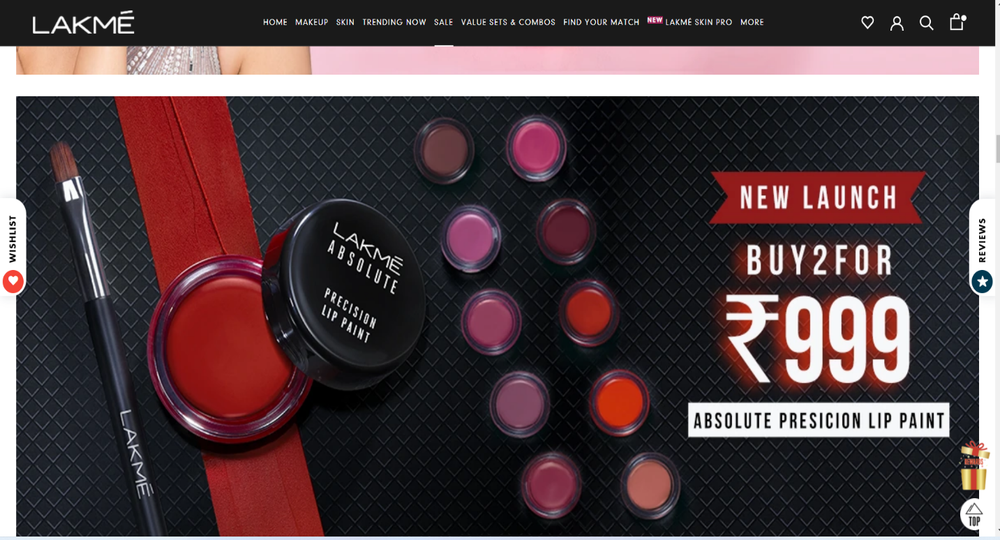 LAKMÉ
HOME MAKEUP SKIN TRENDING NOW SALE VALUE SETS & COMBOS FIND YOUR MATCH NEW LAKMÉ SKIN PRO MORE
WISHLIST
LAKMÉ
ABSOLUTE
PRECISION
LIP PAINT
LAKMÉ
NEW LAUNCH
BUY2FOR
₹999
ABSOLUTE PRESICION LIP PAINT
REVIEWS
REWARDS
TOP